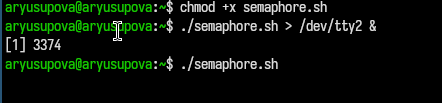 aryusupova@aryusupova:~$ chmod +x semaphore.sh
aryusupova@aryusupova:~$ ./semaphore.sh > /dev/tty2 &
[1] 3374
aryusupova@aryusupova:~$ ./semaphore.sh